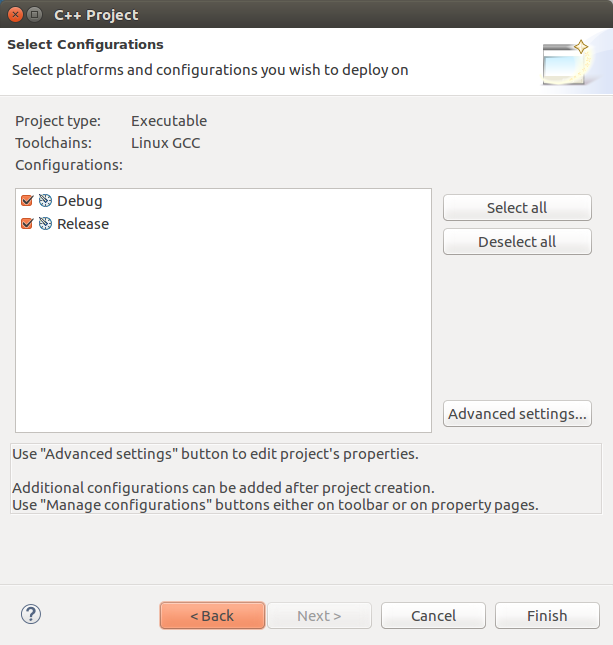 C++ Project
Select Configurations
Select platforms and configurations you wish to deploy on
Project type: Executable
Toolchains: Linux GCC
Configurations:
Debug
Release
Select all
Deselect all
Advanced settings...
Use "Advanced settings" button to edit project's properties.
Additional configurations can be added after project creation.
Use "Manage configurations" buttons either on toolbar or on property pages.
? < Back Next > Cancel Finish